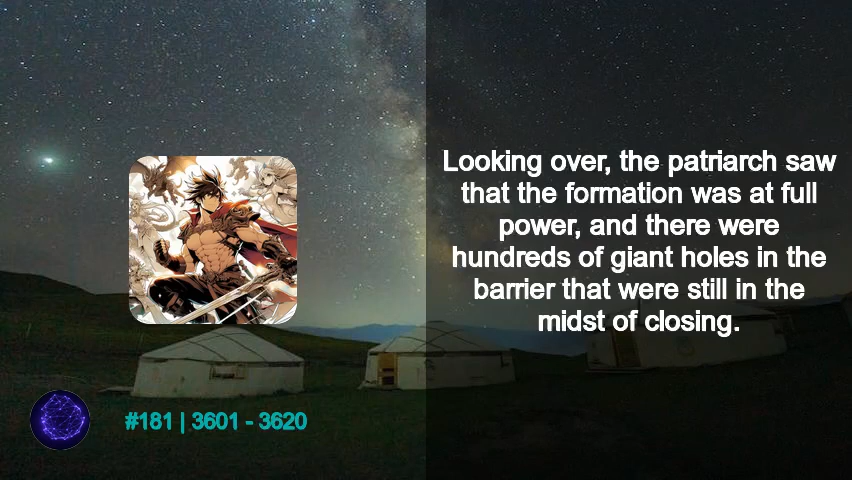 Looking over, the patriarch saw
that the formation was at full
power, and there were
hundreds of giant holes in the
barrier that were still in the
midst of closing.
#181 | 3601 - 3620